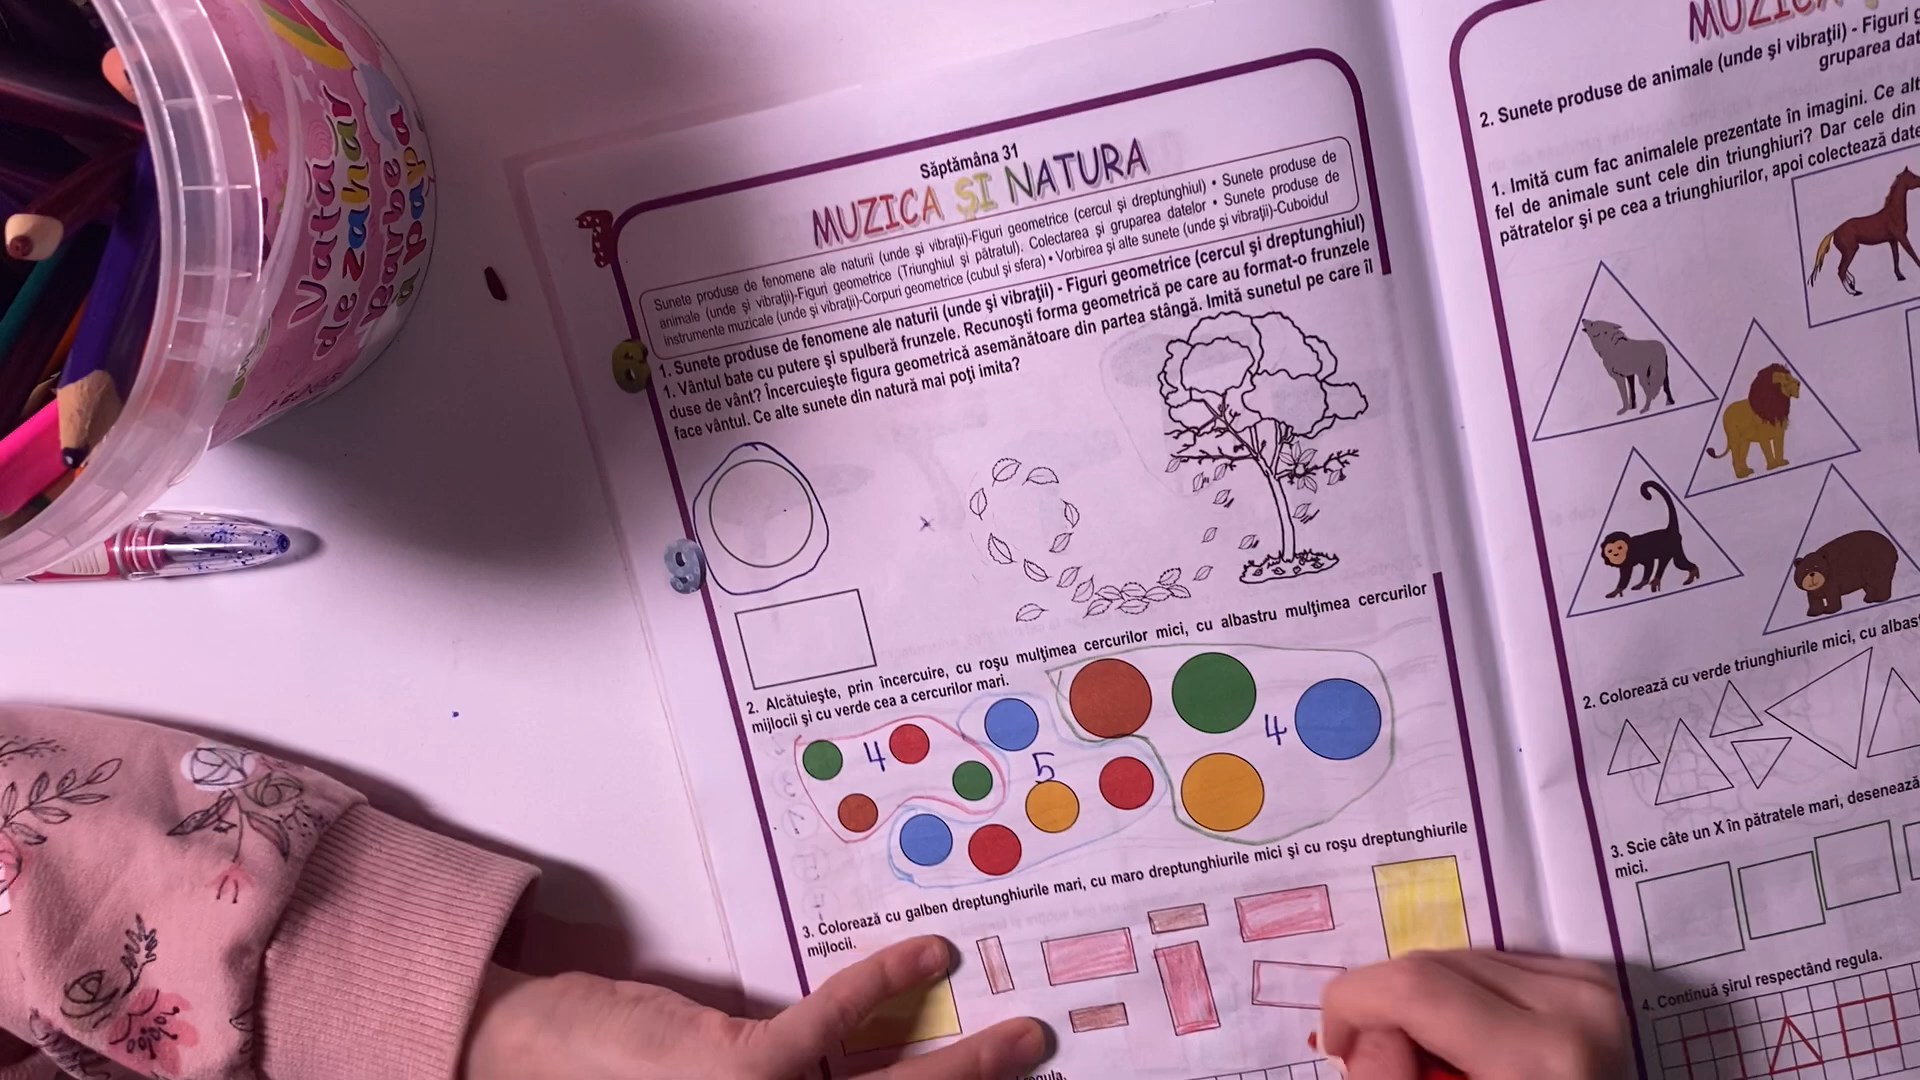 Vată
de zahăr
pe băț
Săptămâna 31
MUZICA ŞI NATURA
Sunete produse de fenomene ale naturii (unde şi vibraţii)-Figuri geometrice (cercul şi dreptunghiul) • Sunete produse de
animale (unde şi vibraţii)-Figuri geometrice (Triunghiul şi pătratul). Colectarea şi gruparea datelor • Sunete produse de
instrumente muzicale (unde şi vibraţii)-Corpuri geometrice (cubul şi sfera) • Vorbirea şi alte sunete (unde şi vibraţii)-Cuboidul
1. Sunete produse de fenomene ale naturii (unde şi vibraţii) - Figuri geometrice (cercul şi dreptunghiul)
1. Vântul bate cu putere şi spulberă frunzele. Recunoşti forma geometrică pe care au format-o frunzele
duse de vânt? Încercuieşte figura geometrică asemănătoare din partea stângă. Imită sunetul pe care îl
face vântul. Ce alte sunete din natură mai poţi imita?
2. Alcătuieşte, prin încercuire, cu roşu mulţimea cercurilor mici, cu albastru mulţimea cercurilor
mijlocii şi cu verde cea a cercurilor mari.
4
5
4
3. Colorează cu galben dreptunghiurile mari, cu maro dreptunghiurile mici şi cu roşu dreptunghiurile
mijlocii.
MUZICA
2. Sunete produse de animale (unde şi vibraţii) - Figuri
gruparea
1. Imită cum fac animalele prezentate în imagini. Ce
fel de animale sunt cele din triunghiuri? Dar cele din
pătratelor şi pe cea a triunghiurilor, apoi colectează
2. Colorează cu verde triunghiurile mici, cu
3. Scie câte un X în pătratele mari, desenează
mici.
4. Continuă şirul respectând regula.
8
9